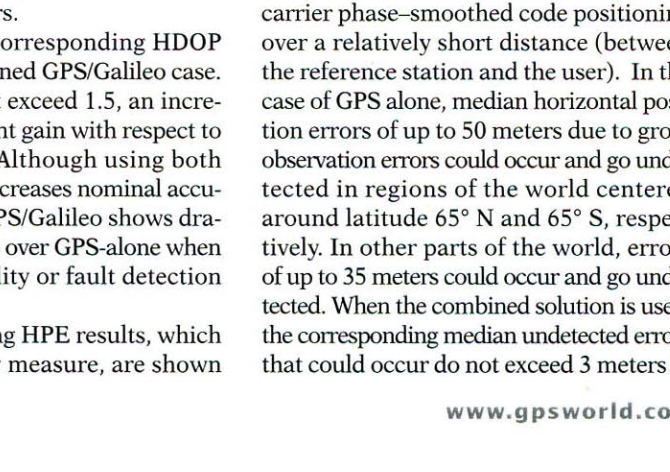 rs.
orresponding HDOP
ned GPS/Galileo case.
exceed 1.5, an incre-
nt gain with respect to
Although using both
creases nominal accu-
PS/Galileo shows dra-
over GPS-alone when
lity or fault detection
ng HPE results, which
measure, are shown
carrier phase–smoothed code positionin
over a relatively short distance (betwee
the reference station and the user). In th
case of GPS alone, median horizontal pos
tion errors of up to 50 meters due to gro
observation errors could occur and go und
tected in regions of the world centere
around latitude 65° N and 65° S, respe
tively. In other parts of the world, erro
of up to 35 meters could occur and go und
tected. When the combined solution is use
the corresponding median undetected erro
that could occur do not exceed 3 meters
www.gpsworld.co